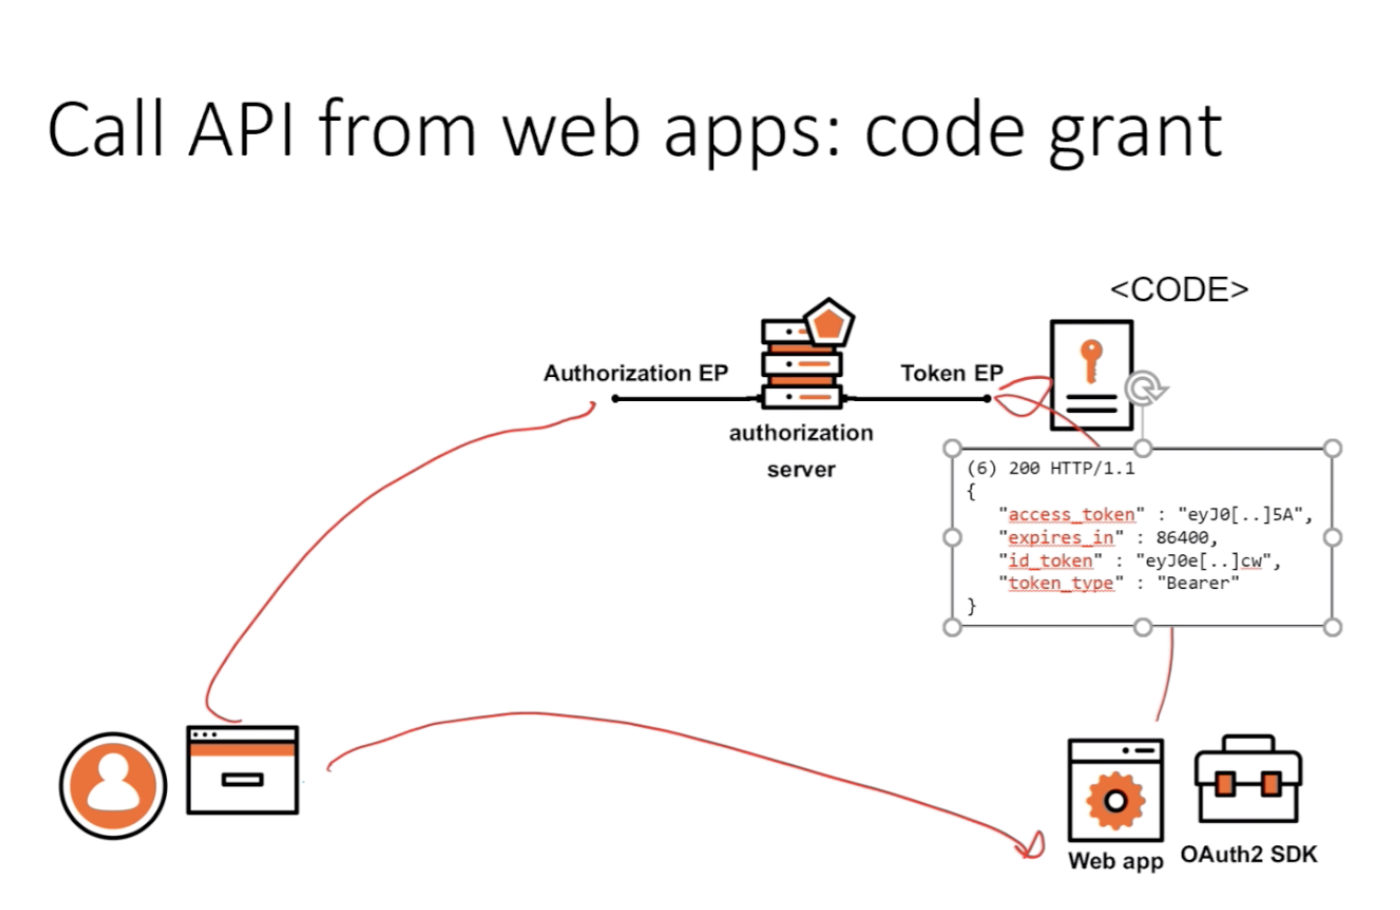 Call API from web apps: code grant
<CODE>
Authorization EP
Token EP
authorization
server
(6) 200 HTTP/1.1
{
"access_token" : "eyJ0[..]5A",
"expires_in" : 86400,
"id_token" : "eyJ0e[..]cw",
"token_type" : "Bearer"
}
Web app
OAuth2 SDK